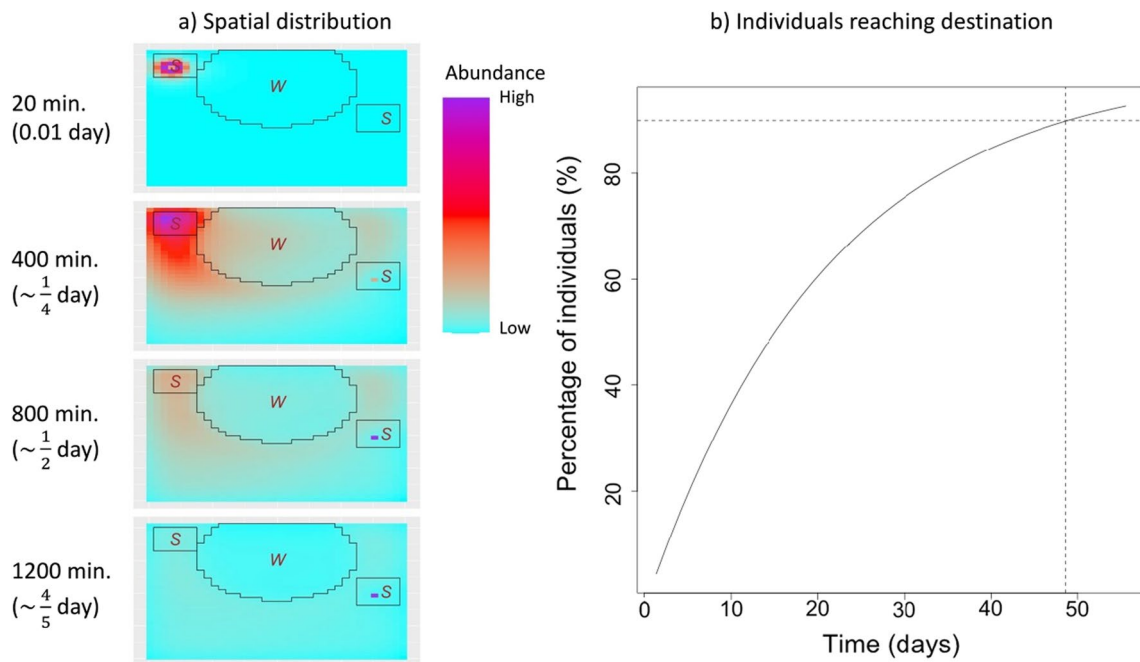 a) Spatial distribution
b) Individuals reaching destination
20 min.
(0.01 day)
S
W
S
Abundance
High
Low
400 min.
(~1/4 day)
S
W
S
800 min.
(~1/2 day)
S
W
S
1200 min.
(~4/5 day)
S
W
S
Percentage of individuals (%)
80
60
40
20
0 10 20 30 40 50
Time (days)